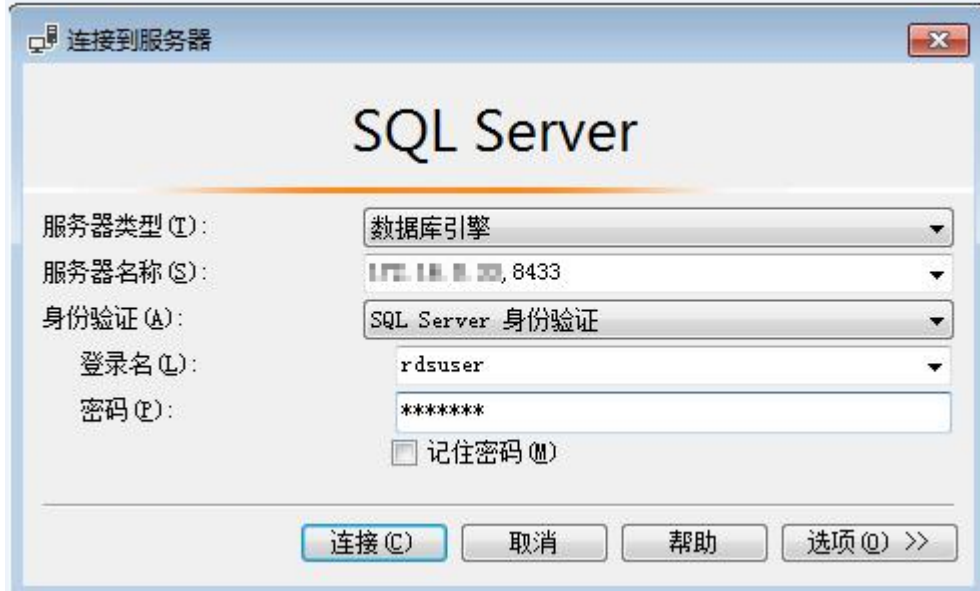 连接到服务器
SQL Server
服务器类型(T): 数据库引擎
服务器名称(S): ,8433
身份验证(A): SQL Server 身份验证
登录名(L): rdsuser
密码(P): *******
记住密码(M)
连接(C) 取消 帮助 选项(O) >>